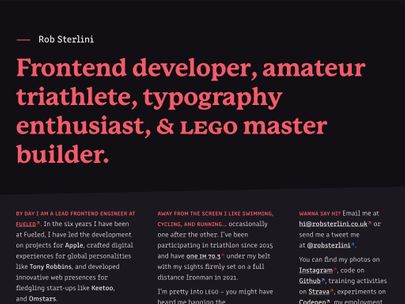 — Rob Sterlini
Frontend developer, amateur
triathlete, typography
enthusiast, & LEGO master
builder.
BY DAY I AM A LEAD FRONTEND ENGINEER AT
FUELED↗. In the six years I have been
at Fueled, I have led the development
on projects for Apple, crafted digital
experiences for global personalities
like Tony Robbins, and developed
innovative web presences for
fledgling start-ups like Keetoo,
and Omstars.
AWAY FROM THE SCREEN I LIKE SWIMMING,
CYCLING, AND RUNNING... occasionally
one after the other. I've been
participating in triathlon since 2015
and have one IM 70.3↗ under my belt
with my sights firmly set on a full
distance Ironman in 2021.
I'm pretty into LEGO – you might have
heard me banging the
WANNA SAY HI? Email me at
hi@robsterlini.co.uk↗ or
send me a tweet me
at @robsterlini↗.
You can find my photos on
Instagram↗, code on
Github↗, training activities
on Strava↗, experiments on
Codepen↗, my employment